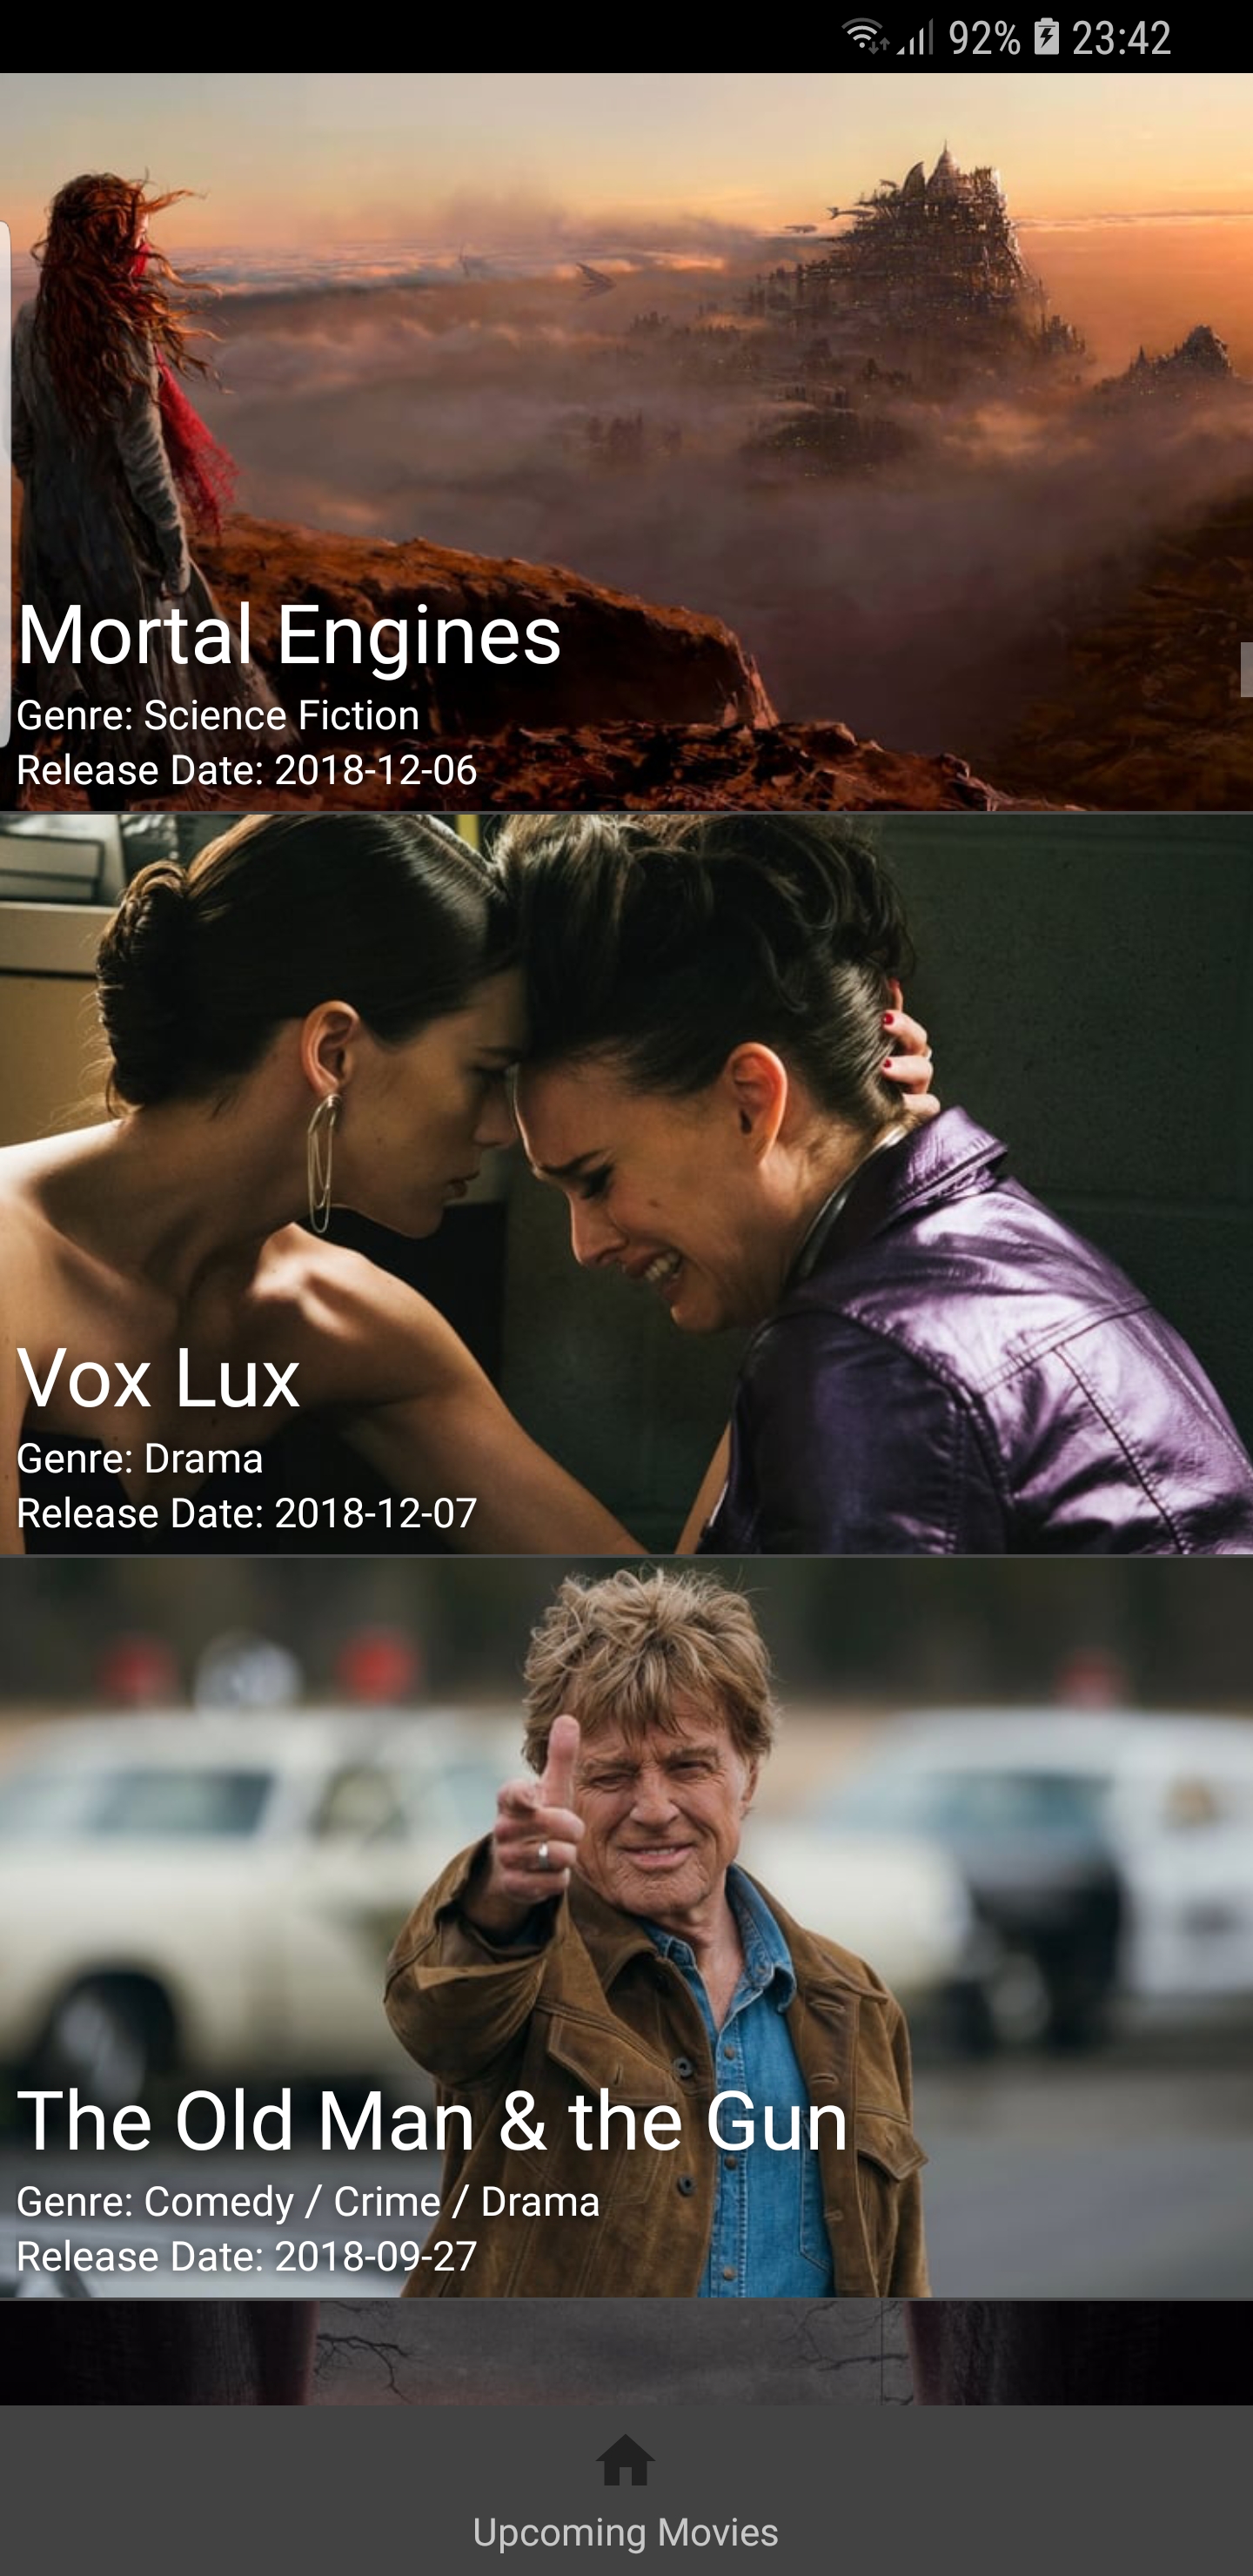 92% 23:42
Mortal Engines
Genre: Science Fiction
Release Date: 2018-12-06
Vox Lux
Genre: Drama
Release Date: 2018-12-07
The Old Man & the Gun
Genre: Comedy / Crime / Drama
Release Date: 2018-09-27
Upcoming Movies